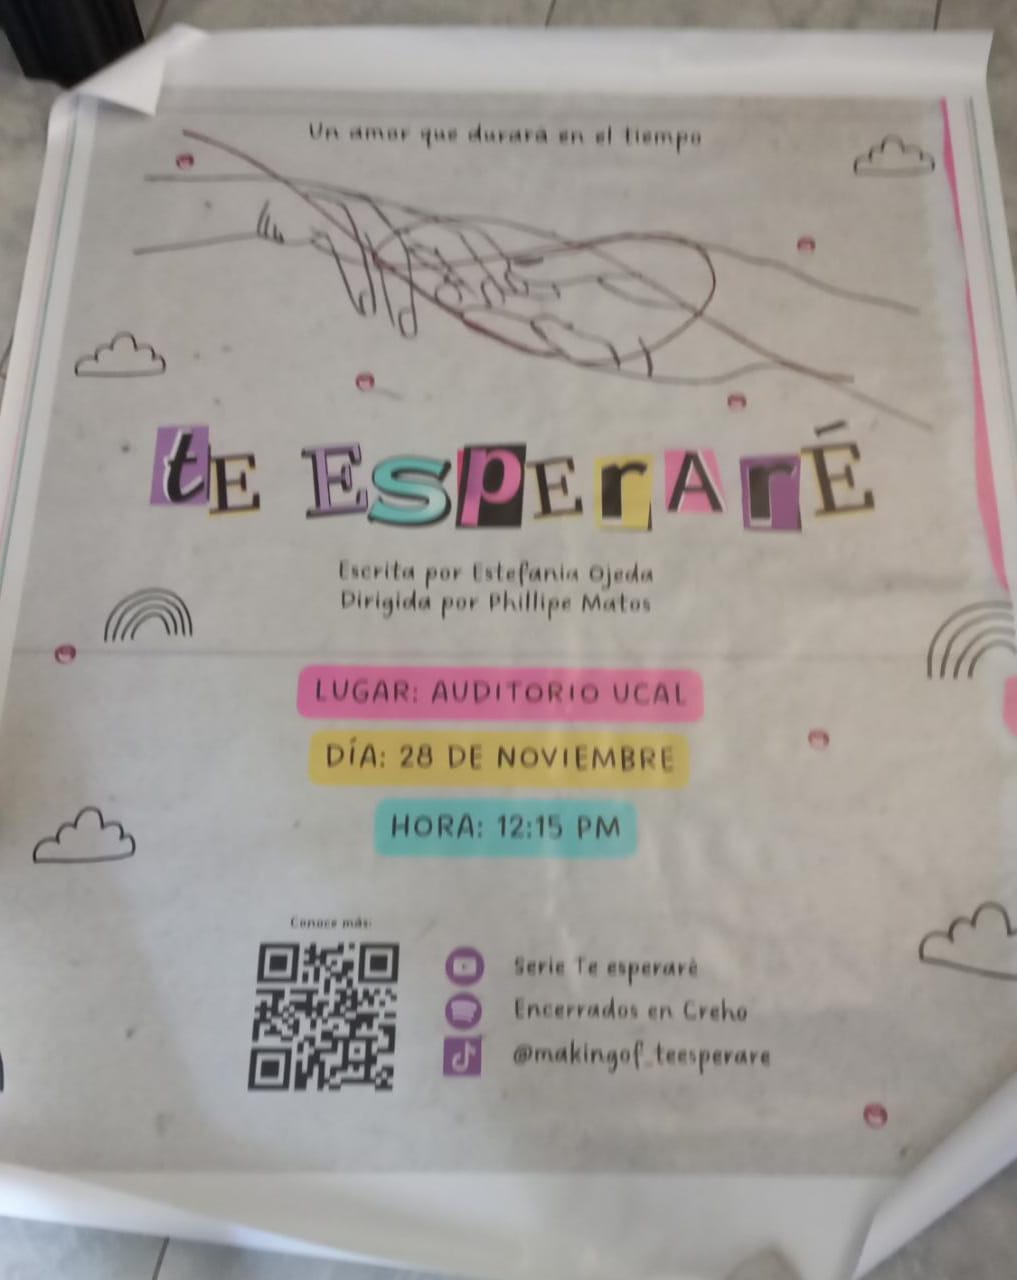 Un amor que durará en el tiempo
tE EsPErArÉ
Escrita por Estefania Ojeda
Dirigida por Phillipe Matos
LUGAR: AUDITORIO UCAL
DÍA: 28 DE NOVIEMBRE
HORA: 12:15 PM
Conoce más:
Serie Te esperaré
Encerrados en Creho
@makingof_teesperare